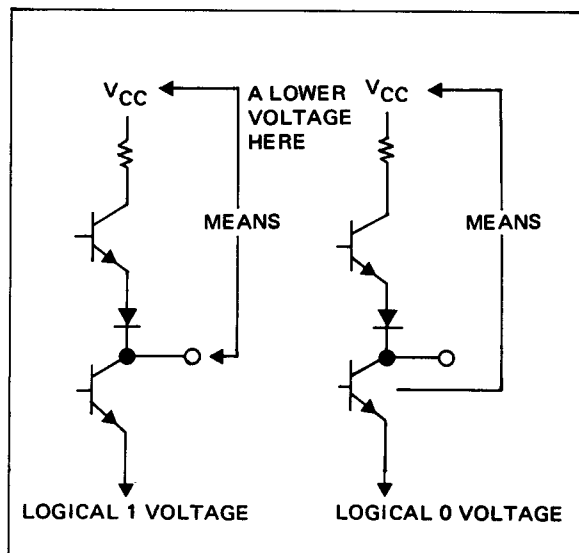 VCC
A LOWER
VOLTAGE
HERE
VCC
MEANS
MEANS
LOGICAL 1 VOLTAGE
LOGICAL 0 VOLTAGE